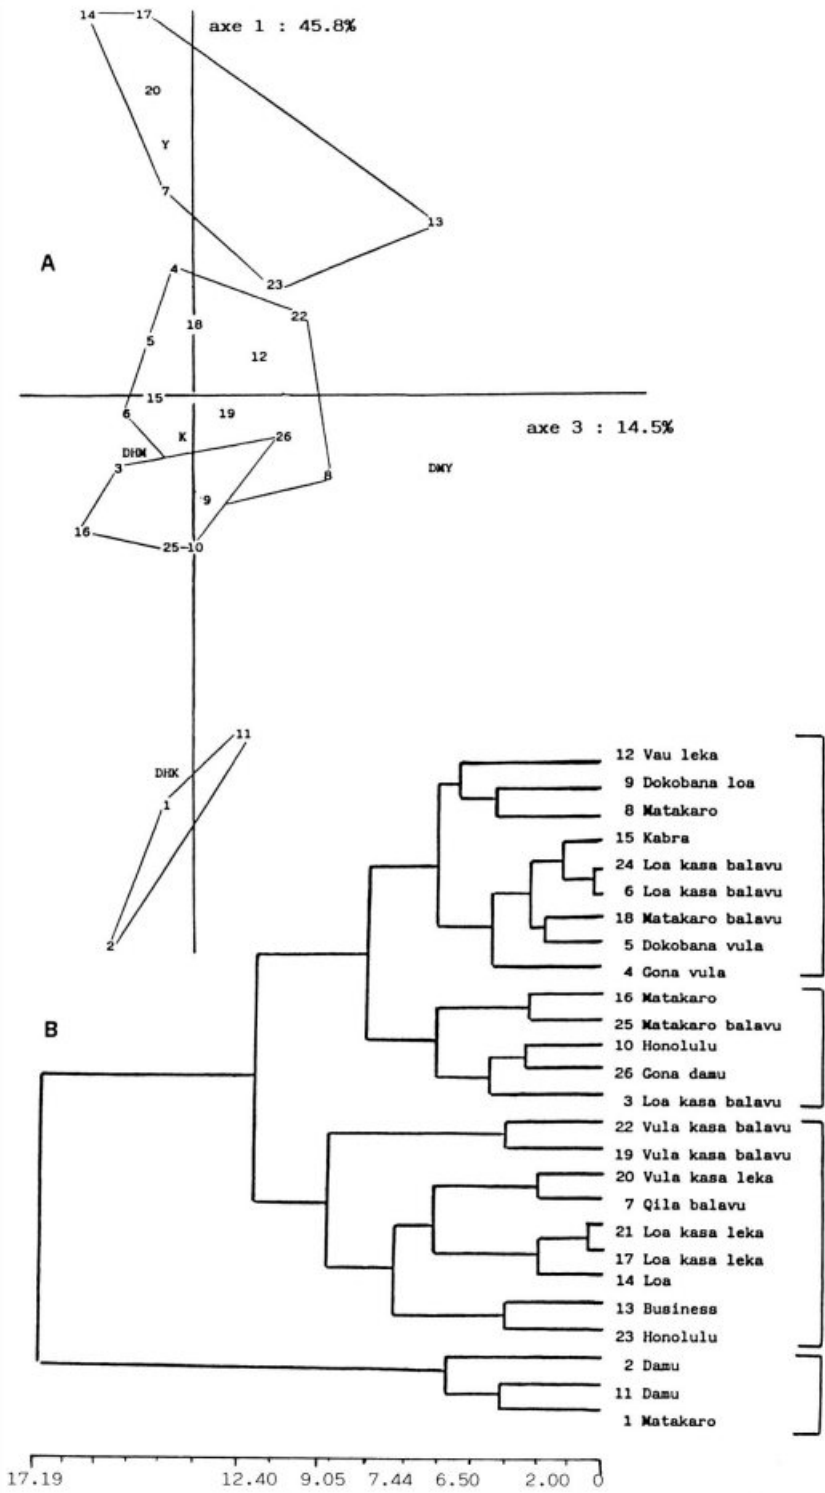 14 17
axe 1 : 45.8%
20
Y
7
13
A
4
23
22
18
5
12
15
6
19
axe 3 : 14.5%
K
26
DHM
3
DMY
8
9
16
25 10
11
DHK
1
2
B
12 Vau leka
9 Dokobana loa
8 Matakaro
15 Kabra
24 Loa kasa balavu
6 Loa kasa balavu
18 Matakaro balavu
5 Dokobana vula
4 Gona vula
16 Matakaro
25 Matakaro balavu
10 Honolulu
26 Gona damu
3 Loa kasa balavu
22 Vula kasa balavu
19 Vula kasa balavu
20 Vula kasa leka
7 Qila balavu
21 Loa kasa leka
17 Loa kasa leka
14 Loa
13 Business
23 Honolulu
2 Damu
11 Damu
1 Matakaro
17.19 12.40 9.05 7.44 6.50 2.00 0